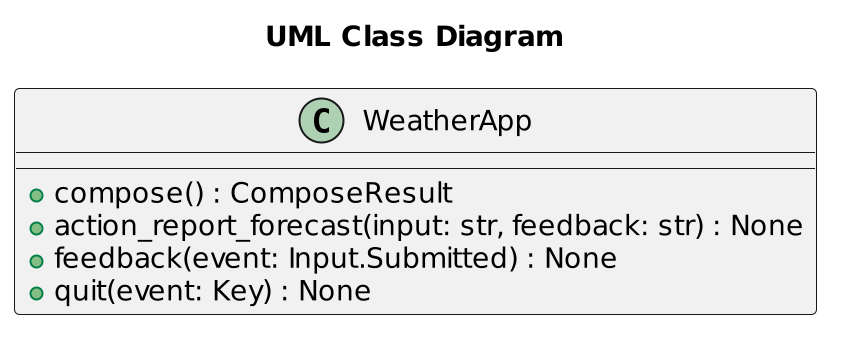 UML Class Diagram
C WeatherApp
compose() : ComposeResult
action_report_forecast(input: str, feedback: str) : None
feedback(event: Input.Submitted) : None
quit(event: Key) : None